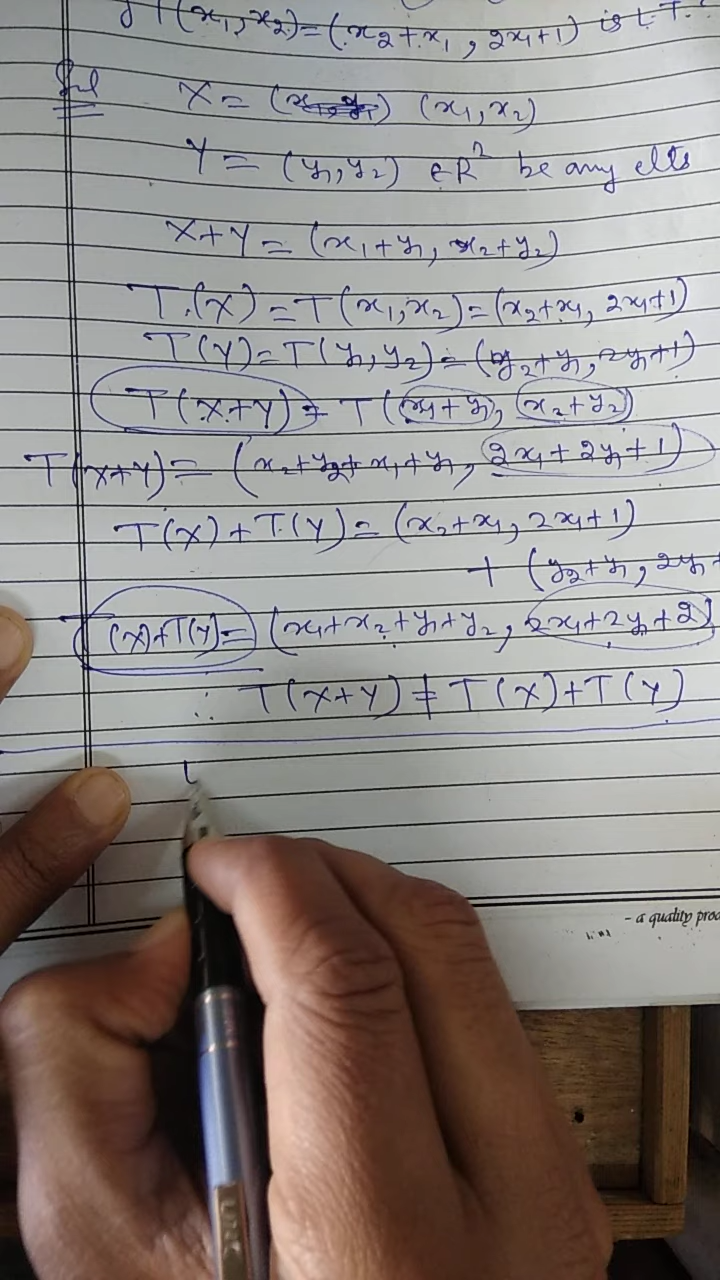 T(x₁, x₂) = (x₂ + x₁, 2x₁+1) is L.T.
Sol X = (x₁, x₂)
Y = (y₁, y₂) ∈ R² be any elts
X+Y = (x₁+y₁, x₂+y₂)
T(X) = T(x₁, x₂) = (x₂+x₁, 2x₁+1)
T(Y) = T(y₁, y₂) = (y₂+y₁, 2y₁+1)
T(X+Y) = T(x₁+y₁, x₂+y₂)
T(X+Y) = (x₂+y₂+x₁+y₁, 2x₁+2y₁+1)
T(X) + T(Y) = (x₂+x₁, 2x₁+1)
+ (y₂+y₁, 2y₁+
T(X)+T(Y) = (x₁+x₂+y₁+y₂, 2x₁+2y₁+2)
∴ T(X+Y) ≠ T(X)+T(Y)
- a quality prod